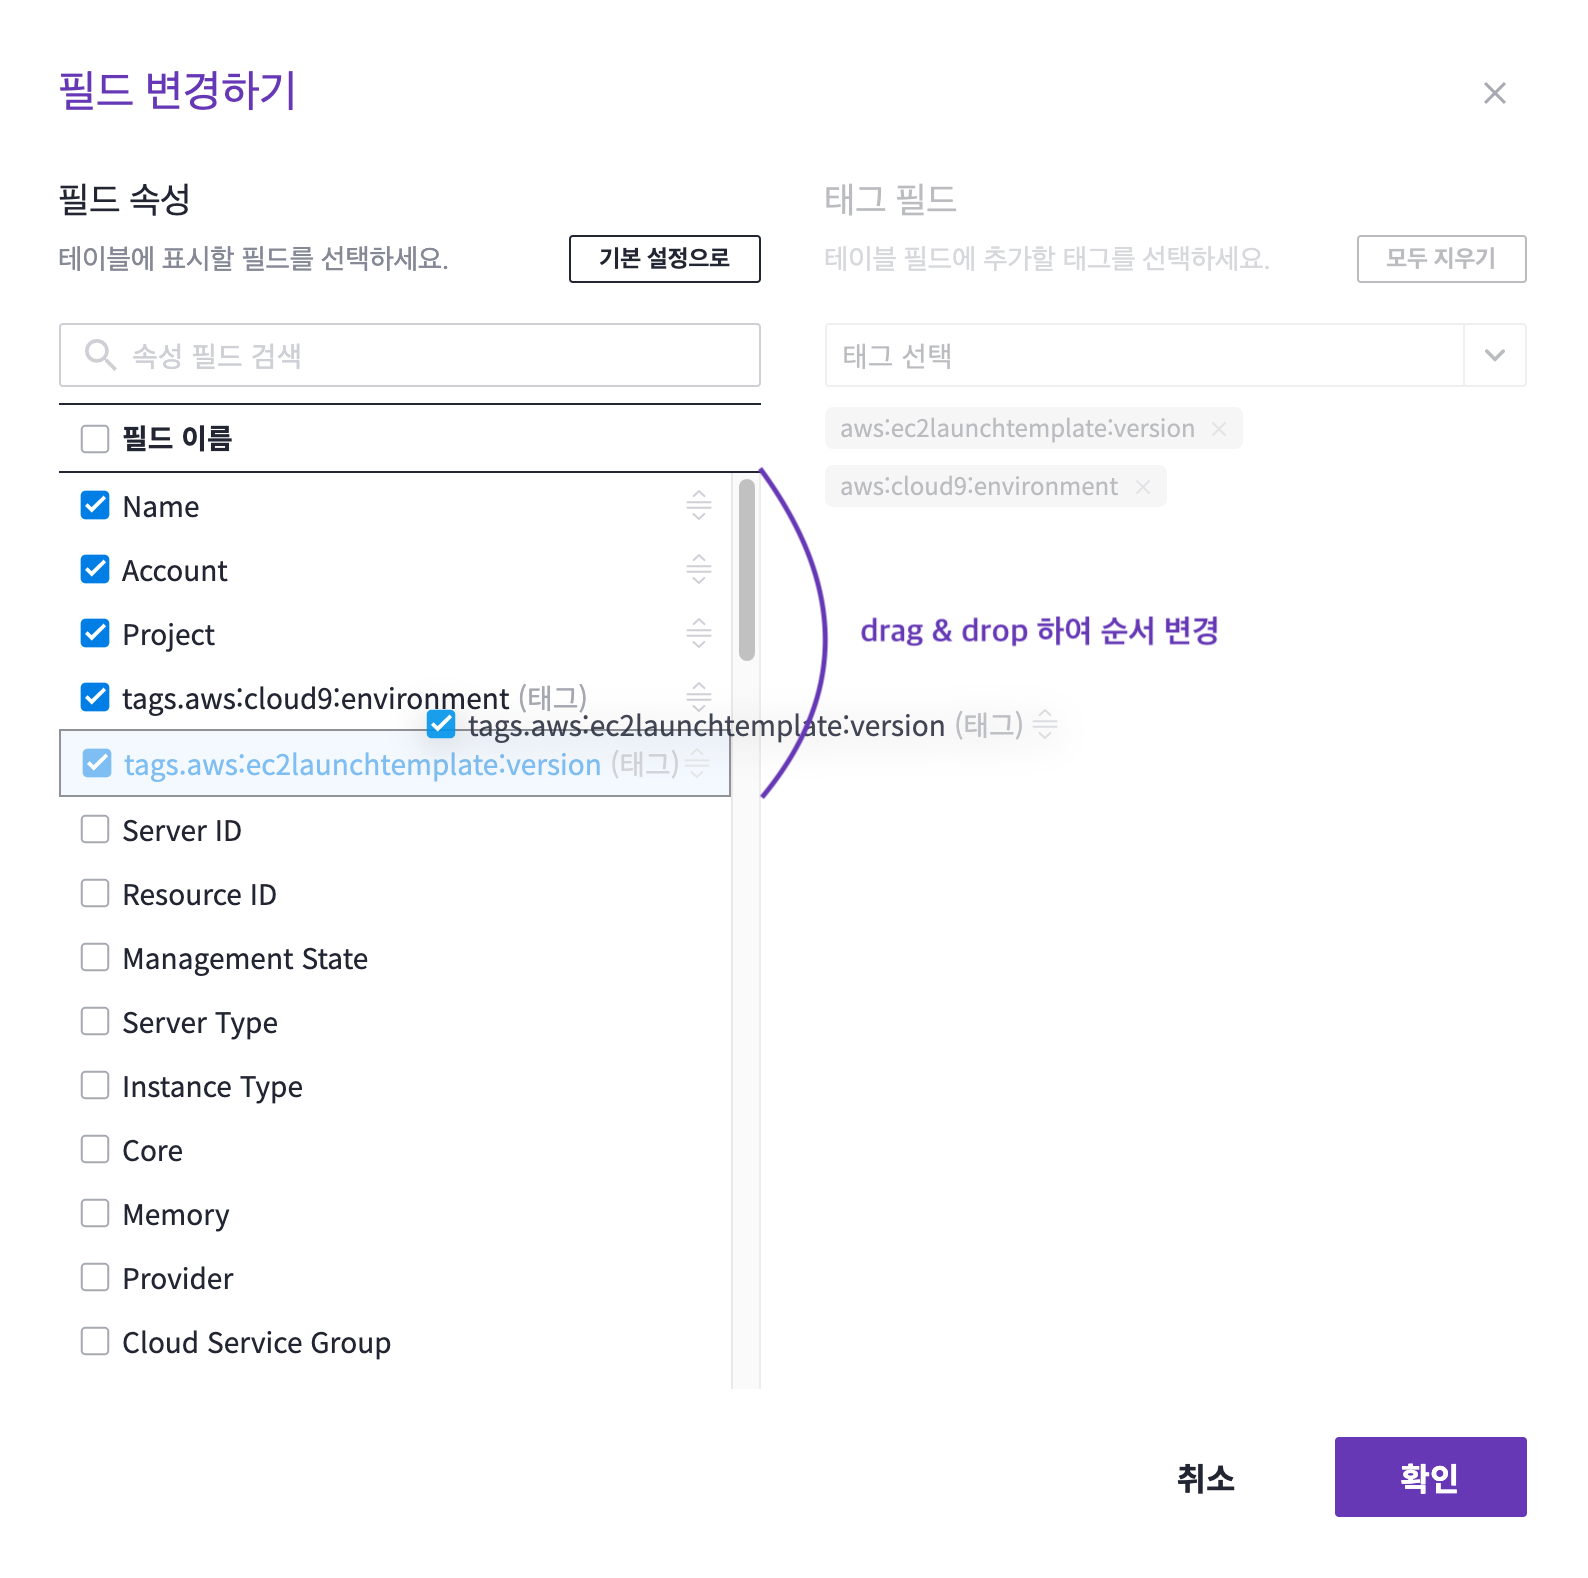 필드 변경하기
필드 속성
테이블에 표시할 필드를 선택하세요.
기본 설정으로
속성 필드 검색
필드 이름
Name
Account
Project
tags.aws:cloud9:environment (태그)
tags.aws:ec2launchtemplate:version (태그)
tags.aws:ec2launchtemplate:version (태그)
Server ID
Resource ID
Management State
Server Type
Instance Type
Core
Memory
Provider
Cloud Service Group
태그 필드
테이블 필드에 추가할 태그를 선택하세요.
모두 지우기
태그 선택
aws:ec2launchtemplate:version
aws:cloud9:environment
drag & drop 하여 순서 변경
취소
확인